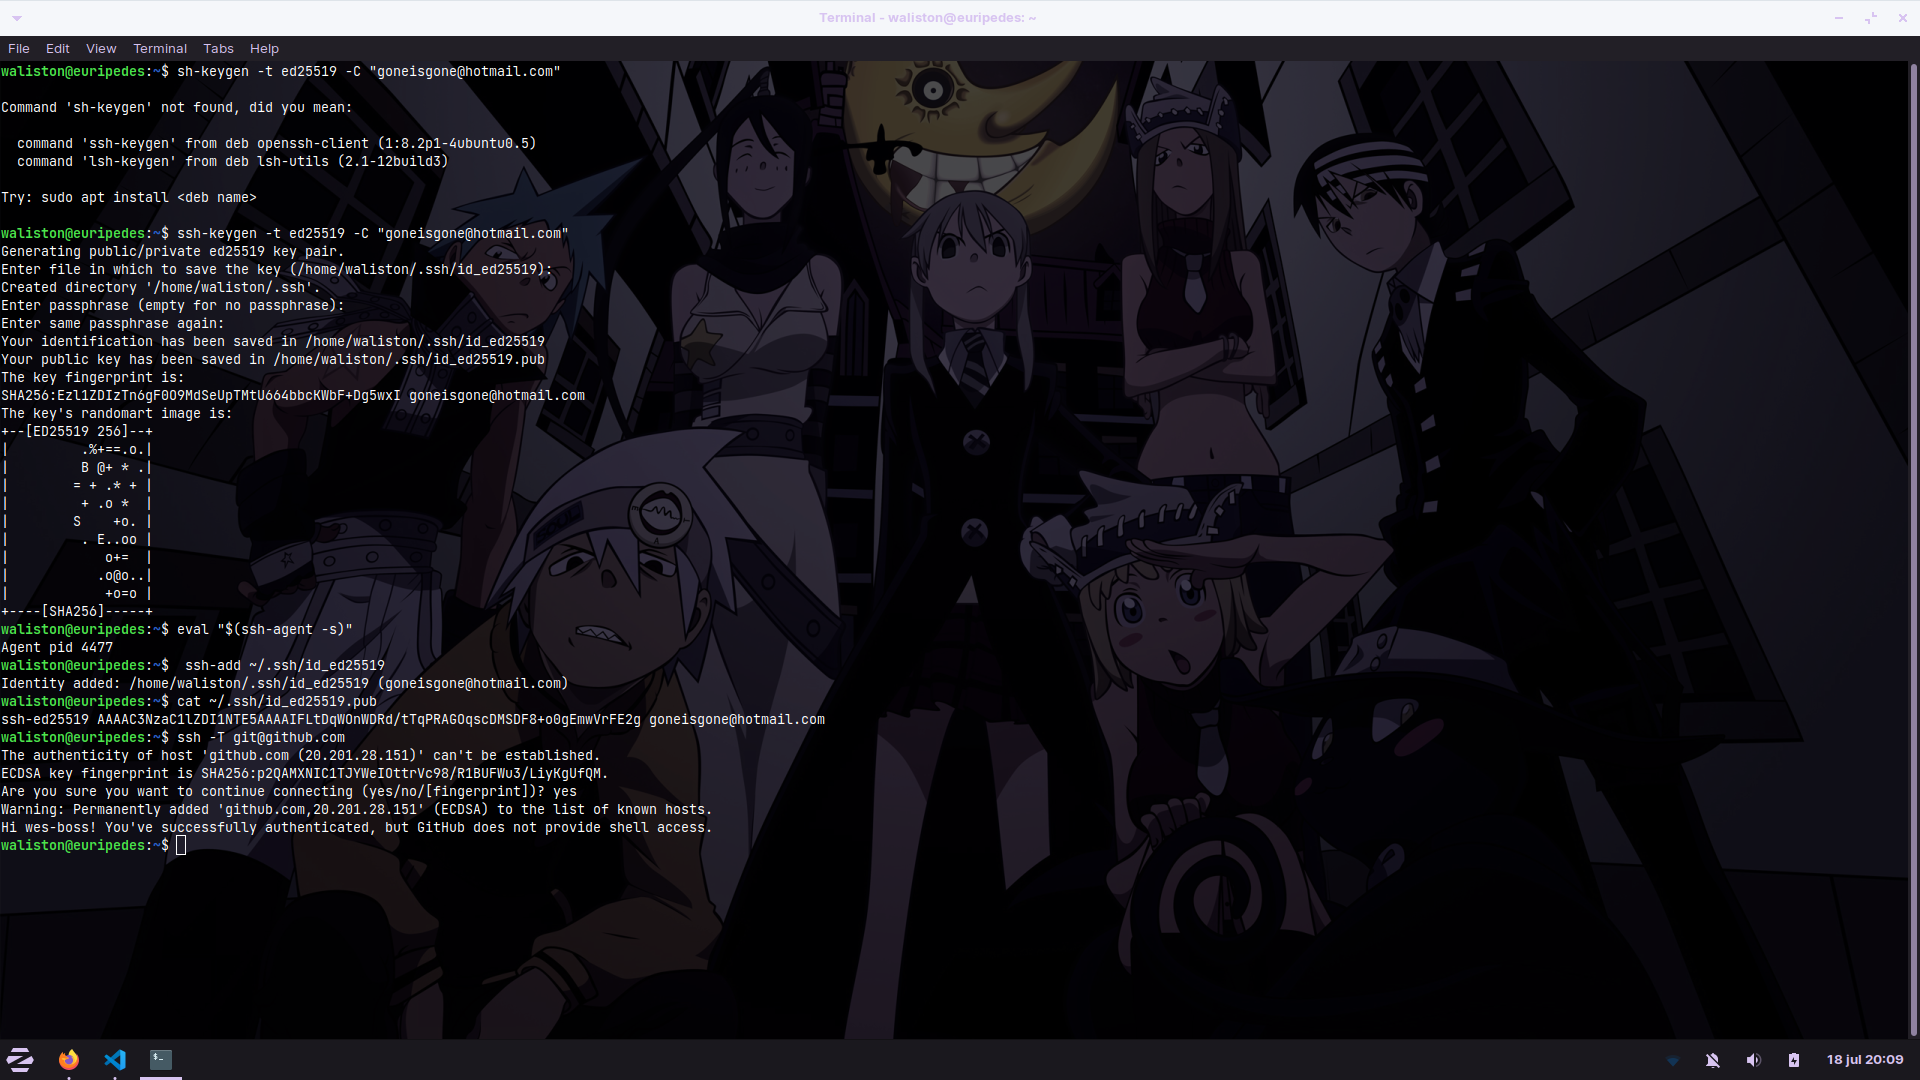 Terminal - waliston@euripedes: ~
File Edit View Terminal Tabs Help
waliston@euripedes:~$ sh-keygen -t ed25519 -C "goneisgone@hotmail.com"
Command 'sh-keygen' not found, did you mean:
command 'ssh-keygen' from deb openssh-client (1:8.2p1-4ubuntu0.5)
command 'lsh-keygen' from deb lsh-utils (2.1-12build3)
Try: sudo apt install <deb name>
waliston@euripedes:~$ ssh-keygen -t ed25519 -C "goneisgone@hotmail.com"
Generating public/private ed25519 key pair.
Enter file in which to save the key (/home/waliston/.ssh/id_ed25519):
Created directory '/home/waliston/.ssh'.
Enter passphrase (empty for no passphrase):
Enter same passphrase again:
Your identification has been saved in /home/waliston/.ssh/id_ed25519
Your public key has been saved in /home/waliston/.ssh/id_ed25519.pub
The key fingerprint is:
SHA256:Ezl1ZDIzTn6gF0O9MdSeUpTMtU664bbcKWbF+Dg5wxI goneisgone@hotmail.com
The key's randomart image is:
+--[ED25519 256]--+
|         .%+==.o.|
|         B @+ * .|
|        = + .* + |
|         + .o *  |
|        S    +o. |
|         . E..oo |
|            o+=  |
|           .o@o..|
|            +o=o |
+----[SHA256]-----+
waliston@euripedes:~$ eval "$(ssh-agent -s)"
Agent pid 4477
waliston@euripedes:~$  ssh-add ~/.ssh/id_ed25519
Identity added: /home/waliston/.ssh/id_ed25519 (goneisgone@hotmail.com)
waliston@euripedes:~$ cat ~/.ssh/id_ed25519.pub
ssh-ed25519 AAAAC3NzaC1lZDI1NTE5AAAAIFLtDqWOnWDRd/tTqPRAGOqscDMSDF8+o0gEmwVrFE2g goneisgone@hotmail.com
waliston@euripedes:~$ ssh -T git@github.com
The authenticity of host 'github.com (20.201.28.151)' can't be established.
ECDSA key fingerprint is SHA256:p2QAMXNIC1TJYWeIOttrVc98/R1BUFWu3/LiyKgUfQM.
Are you sure you want to continue connecting (yes/no/[fingerprint])? yes
Warning: Permanently added 'github.com,20.201.28.151' (ECDSA) to the list of known hosts.
Hi wes-boss! You've successfully authenticated, but GitHub does not provide shell access.
waliston@euripedes:~$
SOUL
18 jul 20:09